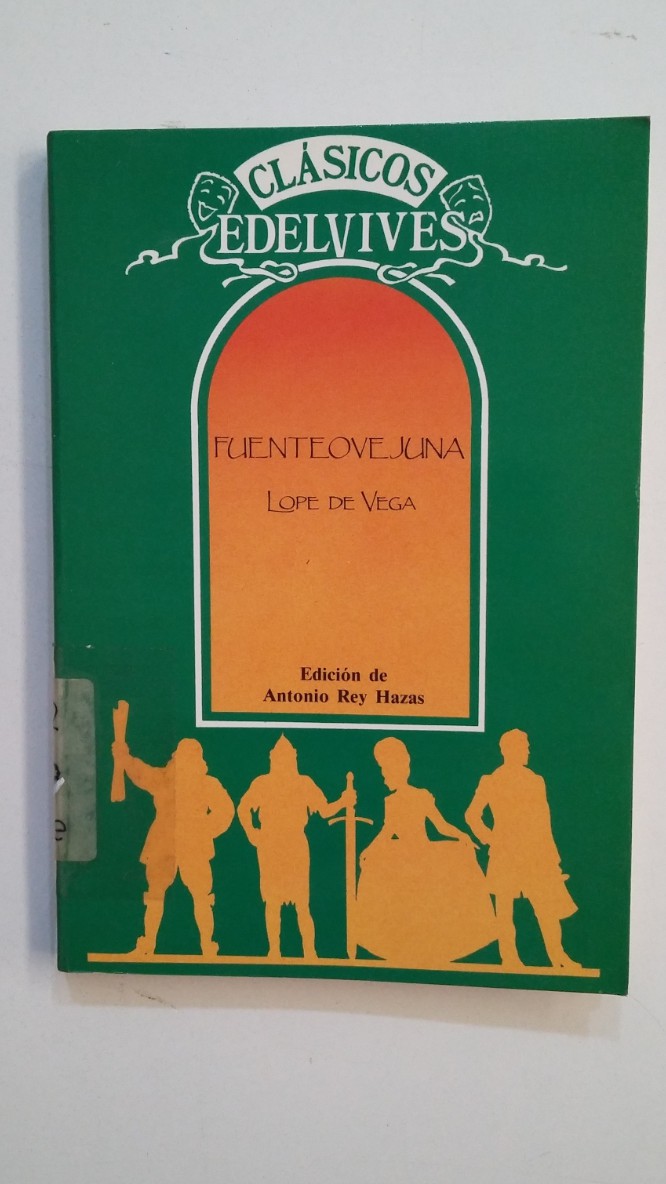 CLÁSICOS
EDELVIVES
FUENTEOVEJUNA
LOPE DE VEGA
Edición de
Antonio Rey Hazas